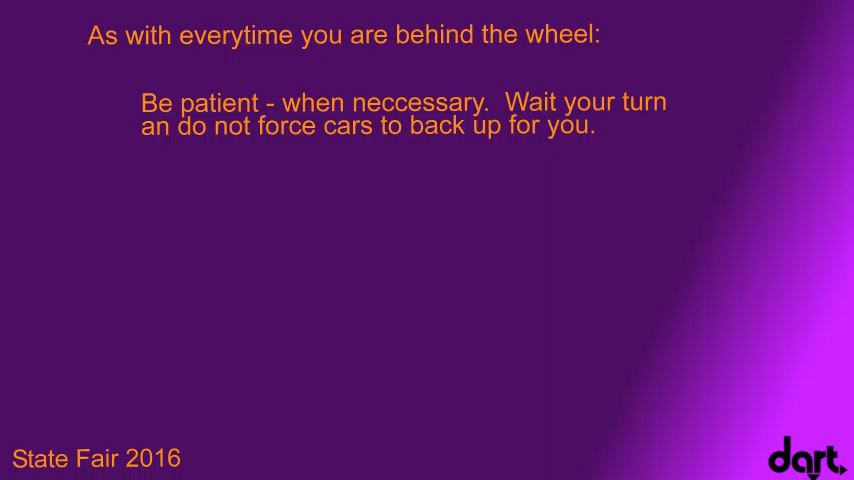 As with everytime you are behind the wheel:
Be patient - when neccessary.  Wait your turn
an do not force cars to back up for you.
State Fair 2016
dart